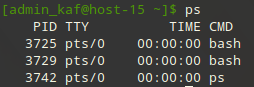 [admin_kaf@host-15 ~]$ ps
    PID TTY          TIME CMD
   3725 pts/0    00:00:00 bash
   3729 pts/0    00:00:00 bash
   3742 pts/0    00:00:00 ps